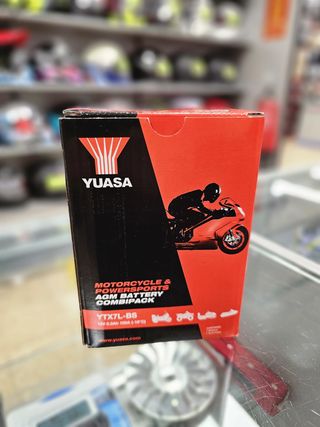 YUASA
MOTORCYCLE &
POWERSPORTS
AGM BATTERY
COMBIPACK
YTX7L-BS
www.yuasa.com